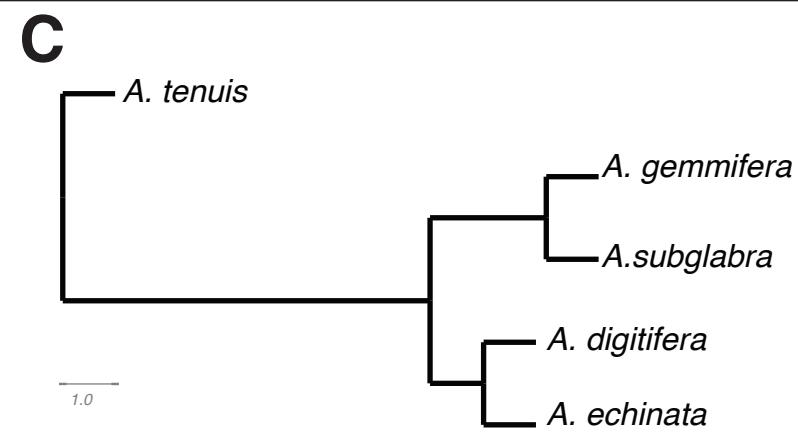 C
A. tenuis
A. gemmifera
A.subglabra
A. digitifera
A. echinata
1.0